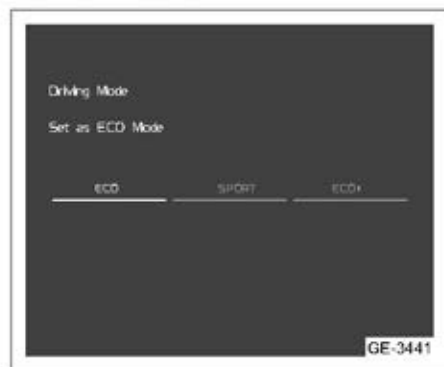 Driving Mode
Set as ECO Mode
ECO SPORT ECO+
GE-3441